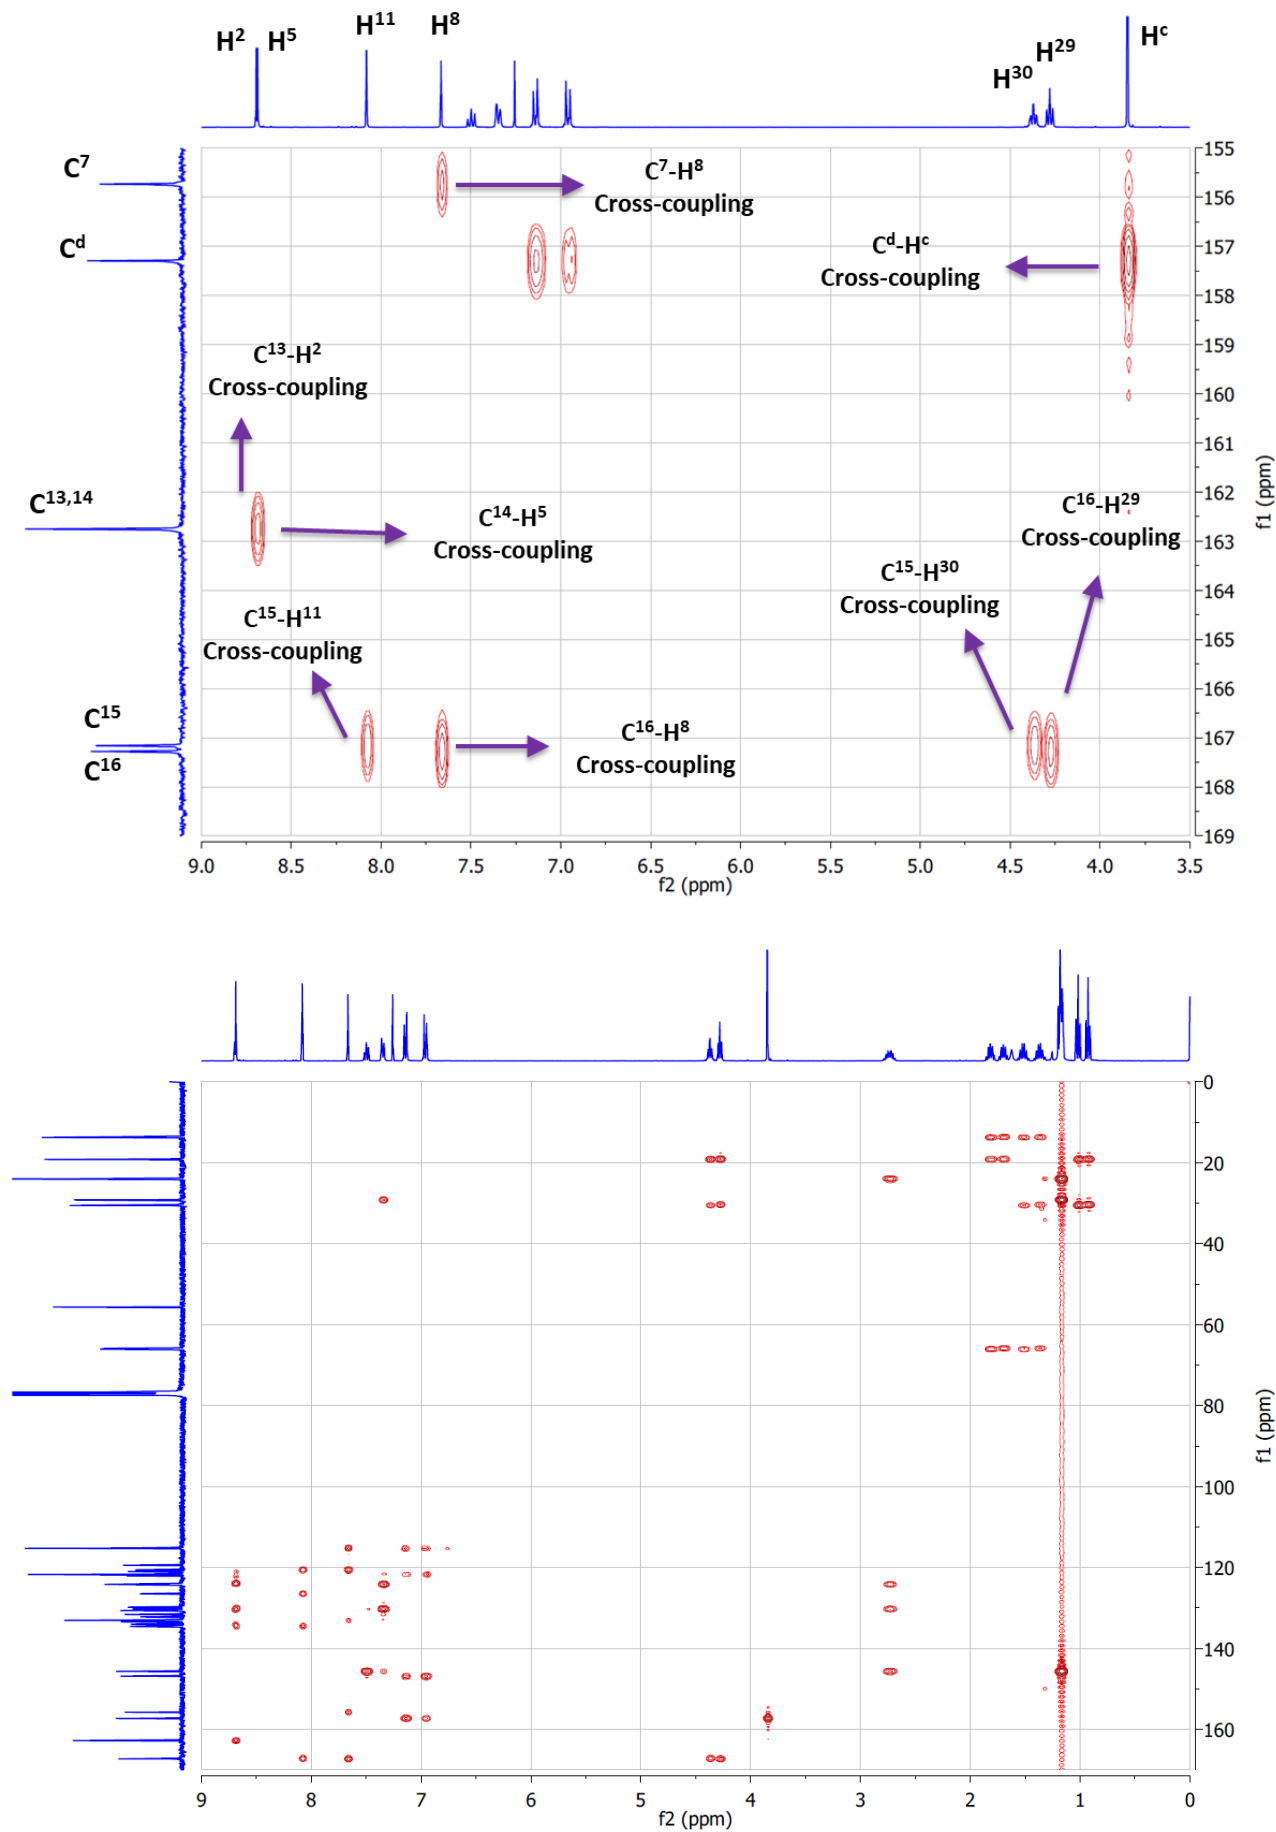 H² H⁵ H¹¹ H⁸ H³⁰ H²⁹ Hᶜ
C⁷
Cᵈ
C¹³,¹⁴
C¹⁵
C¹⁶
C⁷-H⁸
Cross-coupling
Cᵈ-Hᶜ
Cross-coupling
C¹³-H²
Cross-coupling
C¹⁴-H⁵
Cross-coupling
C¹⁶-H²⁹
Cross-coupling
C¹⁵-H³⁰
Cross-coupling
C¹⁵-H¹¹
Cross-coupling
C¹⁶-H⁸
Cross-coupling
155
156
157
158
159
160
161
162
163
164
165
166
167
168
169
f1 (ppm)
9.0 8.5 8.0 7.5 7.0 6.5 6.0 5.5 5.0 4.5 4.0 3.5
f2 (ppm)
0
20
40
60
80
100
120
140
160
f1 (ppm)
9 8 7 6 5 4 3 2 1 0
f2 (ppm)